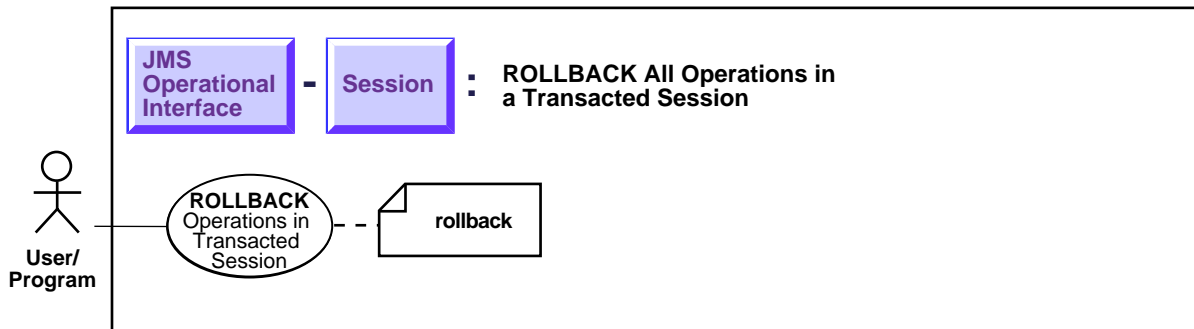 JMS
Operational
Interface
-
Session
:
ROLLBACK All Operations in
a Transacted Session
ROLLBACK
Operations in
Transacted
Session
rollback
User/
Program